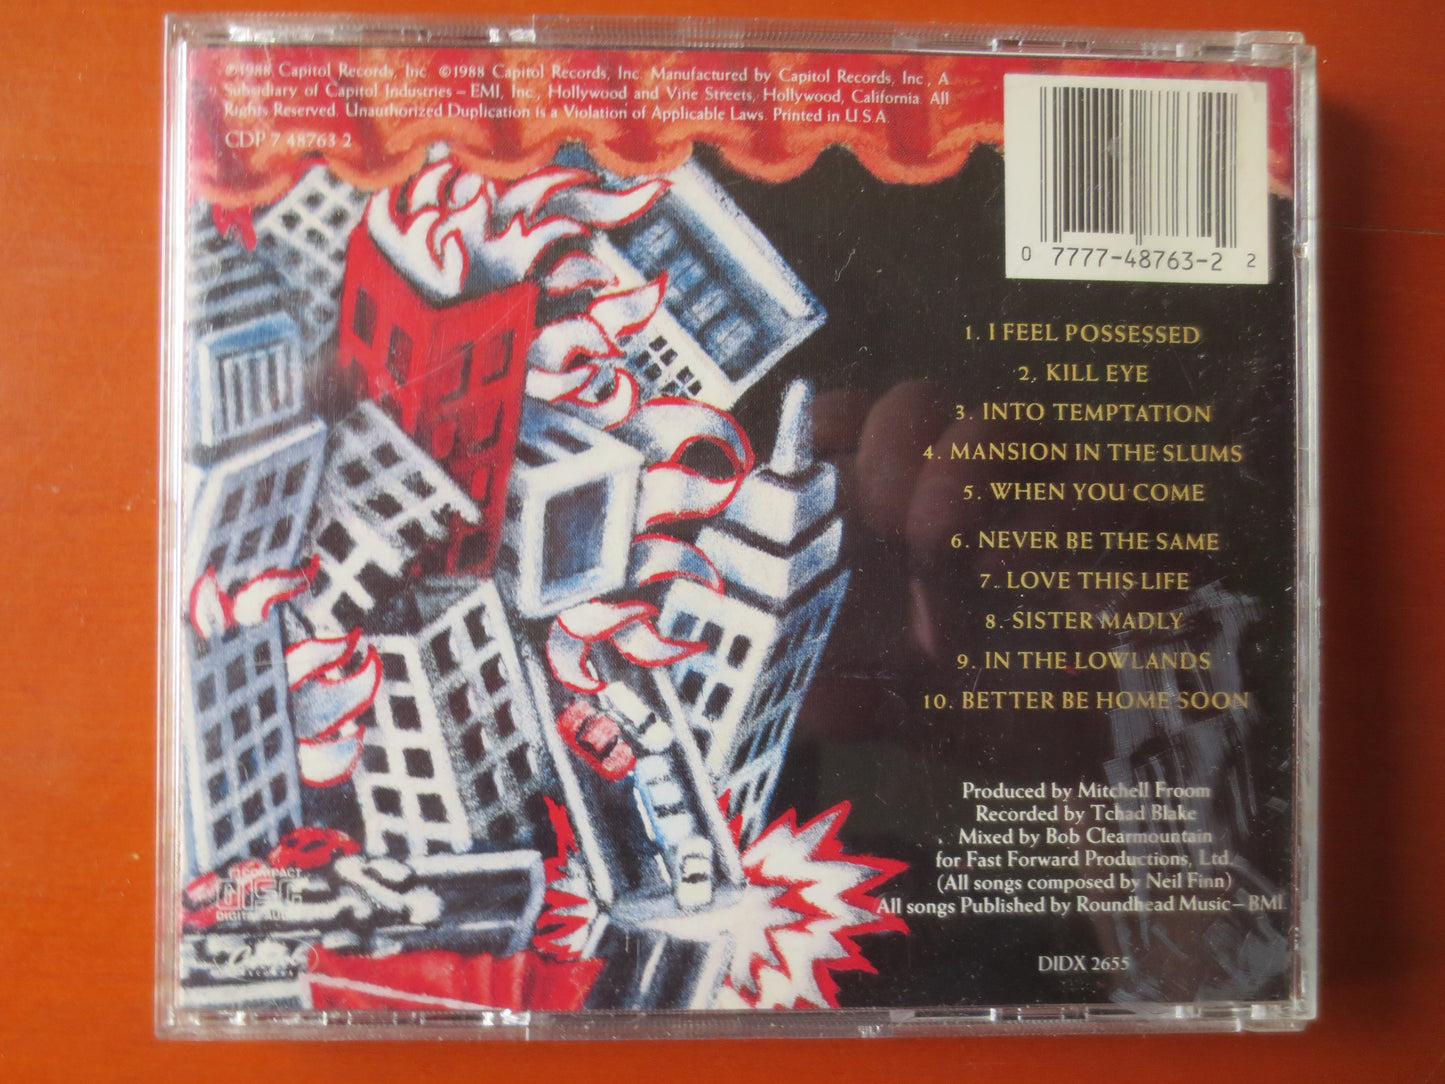 ℗1988 Capitol Records, Inc. ©1988 Capitol Records, Inc. Manufactured by Capitol Records, Inc., A
Subsidiary of Capitol Industries – EMI, Inc., Hollywood and Vine Streets, Hollywood, California. All
Rights Reserved. Unauthorized Duplication is a Violation of Applicable Laws. Printed in U.S.A.
CDP 7 48763 2
0 7777-48763-2 2
1. I FEEL POSSESSED
2. KILL EYE
3. INTO TEMPTATION
4. MANSION IN THE SLUMS
5. WHEN YOU COME
6. NEVER BE THE SAME
7. LOVE THIS LIFE
8. SISTER MADLY
9. IN THE LOWLANDS
10. BETTER BE HOME SOON
Produced by Mitchell Froom
Recorded by Tchad Blake
Mixed by Bob Clearmountain
for Fast Forward Productions, Ltd.
(All songs composed by Neil Finn)
All songs Published by Roundhead Music – BMI.
COMPACT
DISC
DIGITAL AUDIO
Capitol
DIDX 2655